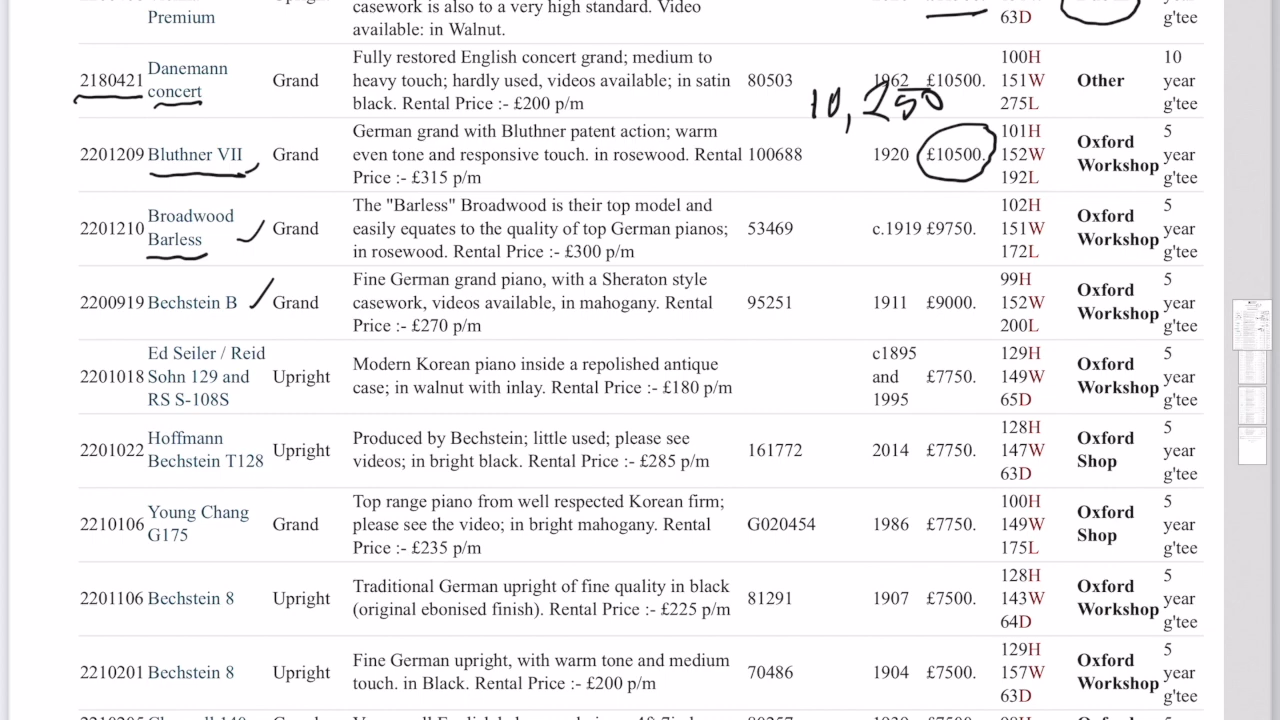 casework is also to a very high standard. Video
Premium
available: in Walnut.
63D
g'tee
2180421 Danemann concert Grand Fully restored English concert grand; medium to heavy touch; hardly used, videos available; in satin black. Rental Price :- £200 p/m 80503 1962 £10500. 100H 151W 275L Other 10 year g'tee
10,250
2201209 Bluthner VII Grand German grand with Bluthner patent action; warm even tone and responsive touch. in rosewood. Rental Price :- £315 p/m 100688 1920 £10500. 101H 152W 192L Oxford Workshop 5 year g'tee
2201210 Broadwood Barless Grand The "Barless" Broadwood is their top model and easily equates to the quality of top German pianos; in rosewood. Rental Price :- £300 p/m 53469 c.1919 £9750. 102H 151W 172L Oxford Workshop 5 year g'tee
2200919 Bechstein B Grand Fine German grand piano, with a Sheraton style casework, videos available, in mahogany. Rental Price :- £270 p/m 95251 1911 £9000. 99H 152W 200L Oxford Workshop 5 year g'tee
2201018 Ed Seiler / Reid Sohn 129 and RS S-108S Upright Modern Korean piano inside a repolished antique case; in walnut with inlay. Rental Price :- £180 p/m c1895 and 1995 £7750. 129H 149W 65D Oxford Workshop 5 year g'tee
2201022 Hoffmann Bechstein T128 Upright Produced by Bechstein; little used; please see videos; in bright black. Rental Price :- £285 p/m 161772 2014 £7750. 128H 147W 63D Oxford Shop 5 year g'tee
2210106 Young Chang G175 Grand Top range piano from well respected Korean firm; please see the video; in bright mahogany. Rental Price :- £235 p/m G020454 1986 £7750. 100H 149W 175L Oxford Shop 5 year g'tee
2201106 Bechstein 8 Upright Traditional German upright of fine quality in black (original ebonised finish). Rental Price :- £225 p/m 81291 1907 £7500. 128H 143W 64D Oxford Workshop 5 year g'tee
2210201 Bechstein 8 Upright Fine German upright, with warm tone and medium touch. in Black. Rental Price :- £200 p/m 70486 1904 £7500. 129H 157W 63D Oxford Workshop 5 year g'tee